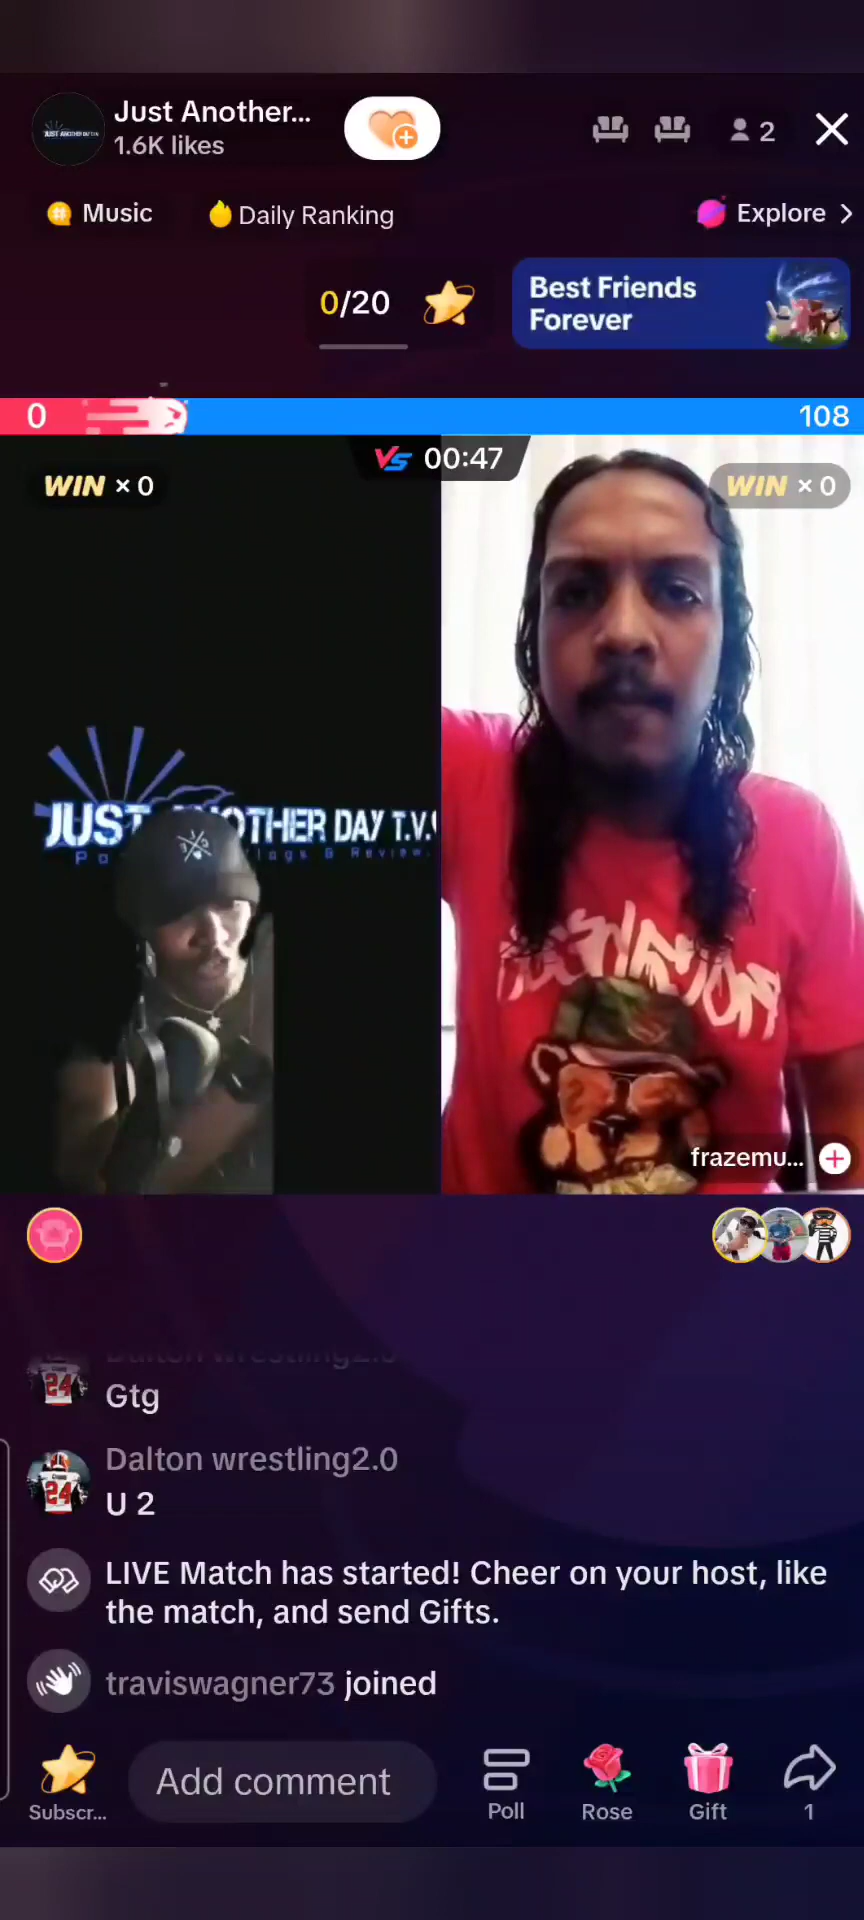 Just Another...
1.6K likes
2
Music
Daily Ranking
Explore
0/20
Best Friends
Forever
0
108
VS 00:47
WIN × 0
WIN × 0
JUST ANOTHER DAY T.V.
frazemu...
Gtg
Dalton wrestling2.0
U 2
LIVE Match has started! Cheer on your host, like
the match, and send Gifts.
traviswagner73 joined
Add comment
Subscr...
Poll
Rose
Gift
1